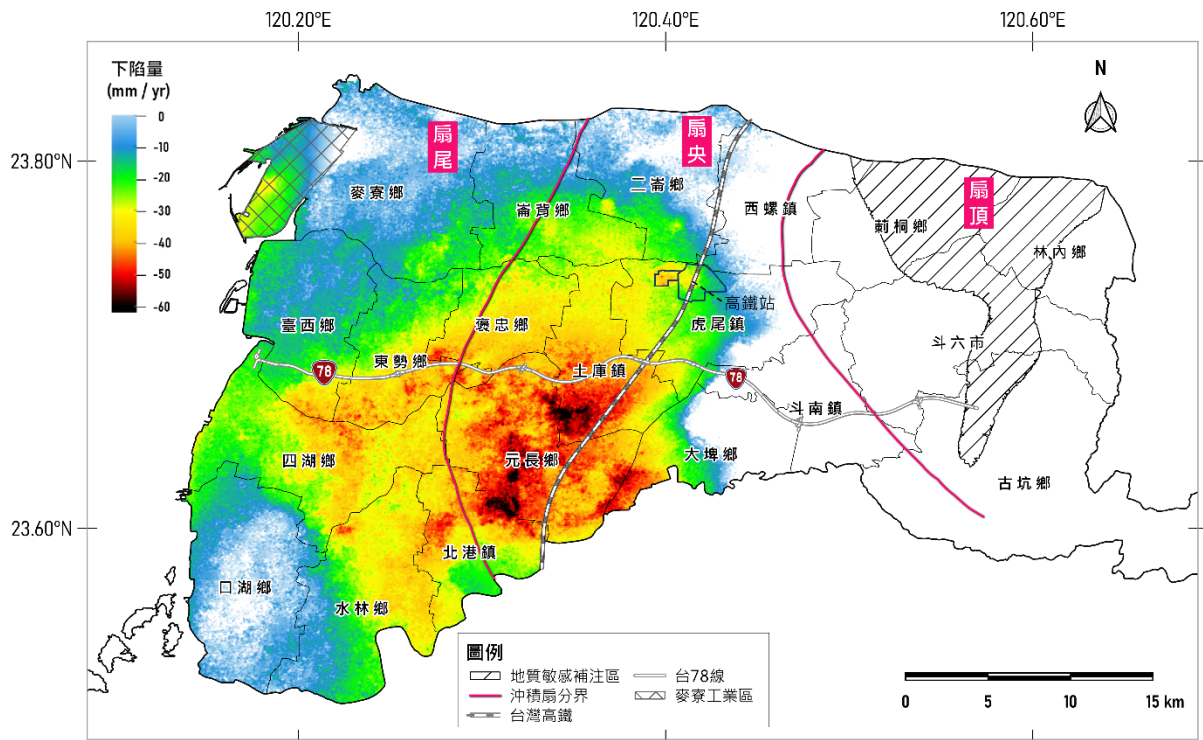 120.20°E
120.40°E
120.60°E
下陷量
(mm / yr)
0
-10
-20
-30
-40
-50
-60
N
23.80°N
23.60°N
扇尾
扇央
扇頂
麥寮鄉
崙背鄉
二崙鄉
西螺鎮
莿桐鄉
林內鄉
高鐵站
臺西鄉
褒忠鄉
虎尾鎮
東勢鄉
土庫鎮
斗六市
78
78
斗南鎮
四湖鄉
元長鄉
大埤鄉
古坑鄉
北港鎮
口湖鄉
水林鄉
圖例
地質敏感補注區
台78線
沖積扇分界
麥寮工業區
台灣高鐵
0
5
10
15 km